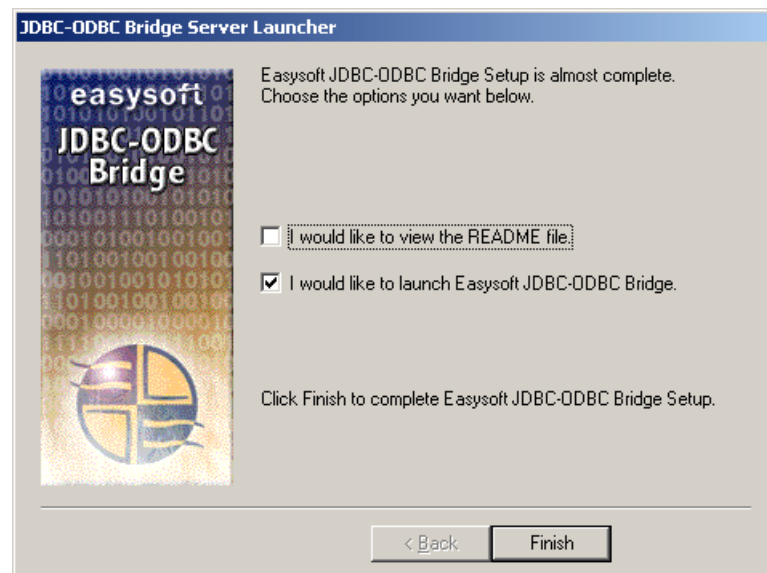 JDBC-ODBC Bridge Server Launcher
easysoft
JDBC-ODBC
Bridge
Easysoft JDBC-ODBC Bridge Setup is almost complete.
Choose the options you want below.
I would like to view the README file.
I would like to launch Easysoft JDBC-ODBC Bridge.
Click Finish to complete Easysoft JDBC-ODBC Bridge Setup.
< Back
Finish